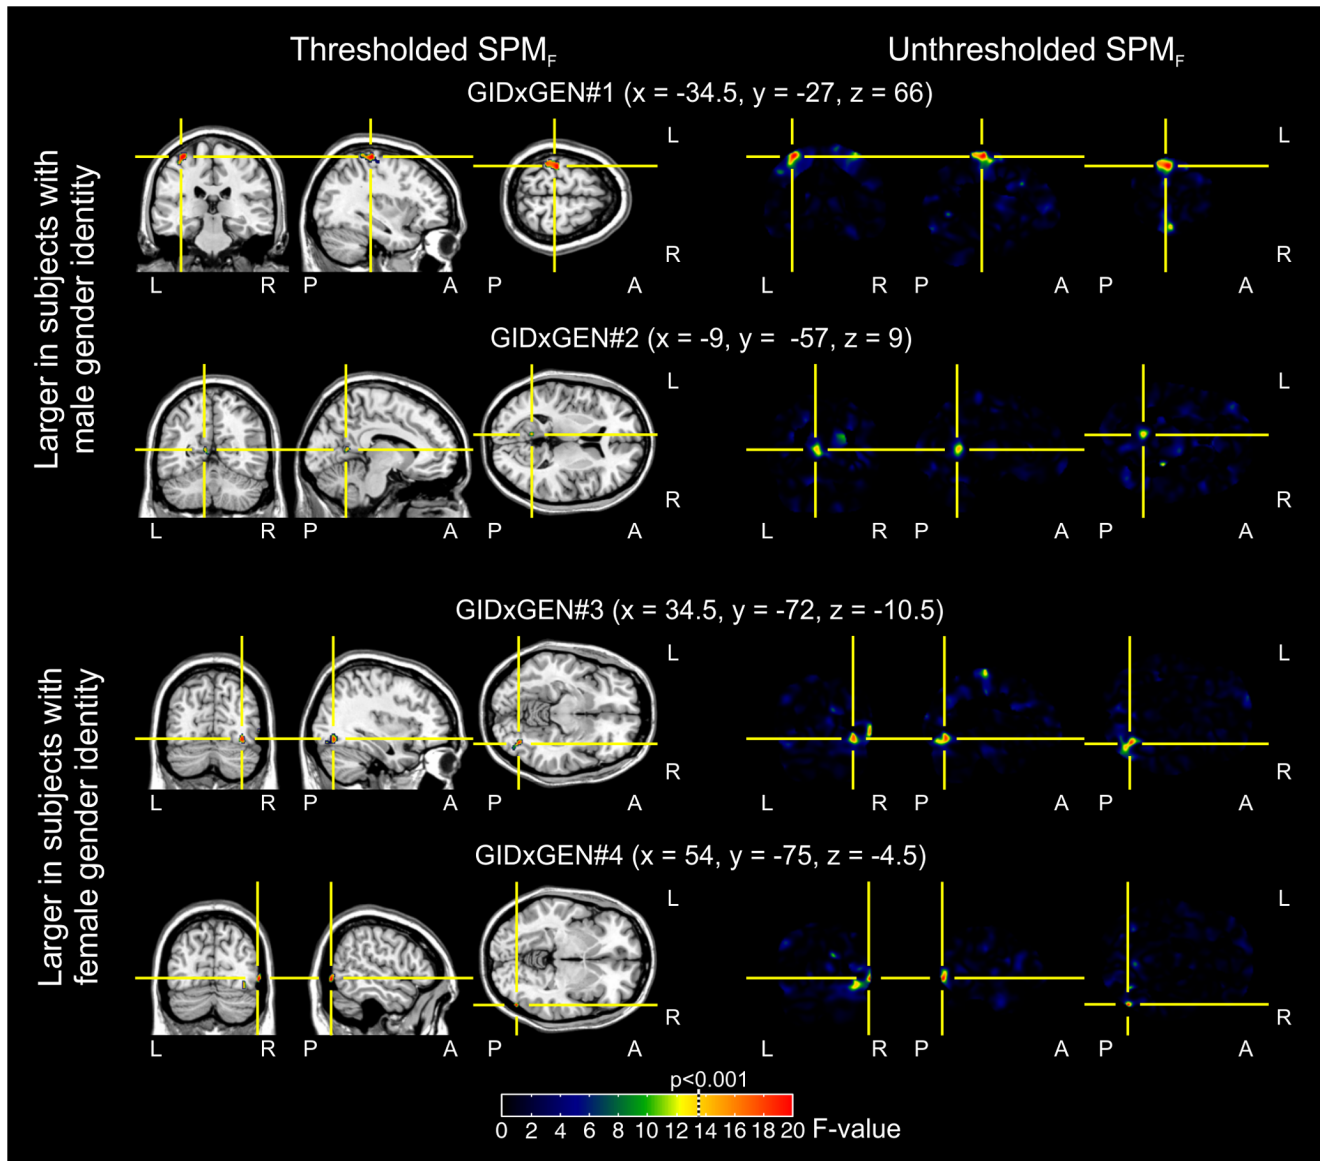 Thresholded SPMF
Unthresholded SPMF
GIDxGEN#1 (x = -34.5, y = -27, z = 66)
Larger in subjects with
male gender identity
L
R
L R P A P A
L R P A P A
GIDxGEN#2 (x = -9, y = -57, z = 9)
L
R
L R P A P A
L R P A P A
GIDxGEN#3 (x = 34.5, y = -72, z = -10.5)
Larger in subjects with
female gender identity
L
L
R
R
L R P A P A
L R P A P A
GIDxGEN#4 (x = 54, y = -75, z = -4.5)
L
L
R
R
L R P A P A
L R P A P A
p<0.001
0 2 4 6 8 10 12 14 16 18 20 F-value